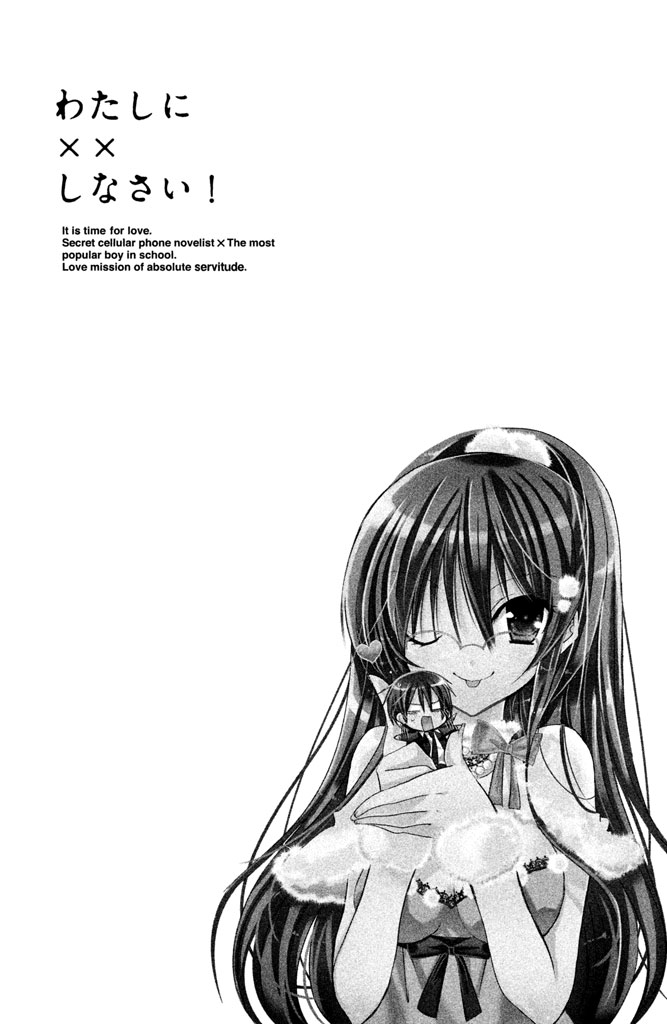 わたしに
××
しなさい！
It is time for love.
Secret cellular phone novelist×The most
popular boy in school.
Love mission of absolute servitude.